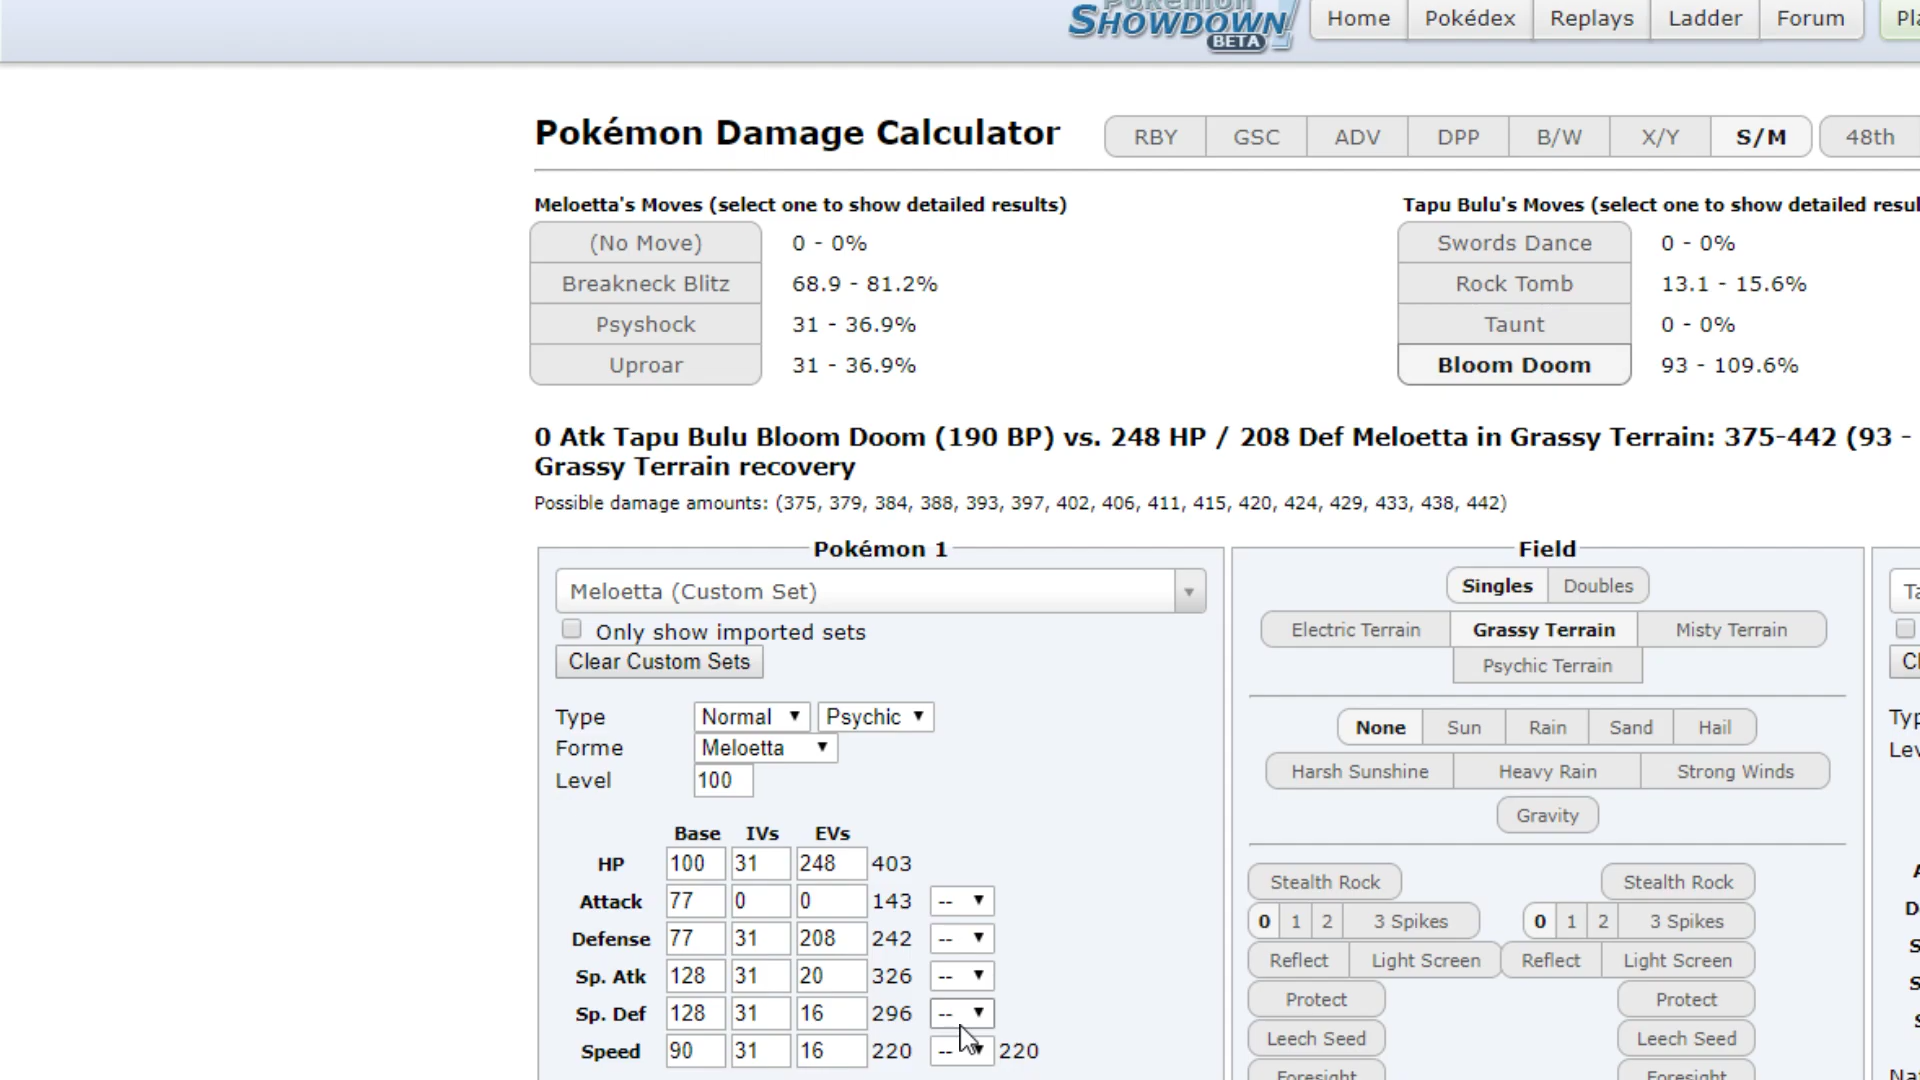 Pokémon
SHOWDOWN
BETA
Home Pokédex Replays Ladder Forum
Pokémon Damage Calculator
RBY GSC ADV DPP B/W X/Y S/M 48th
Meloetta's Moves (select one to show detailed results)
(No Move) 0 - 0%
Breakneck Blitz 68.9 - 81.2%
Psyshock 31 - 36.9%
Uproar 31 - 36.9%
Tapu Bulu's Moves (select one to show detailed
Swords Dance 0 - 0%
Rock Tomb 13.1 - 15.6%
Taunt 0 - 0%
Bloom Doom 93 - 109.6%
0 Atk Tapu Bulu Bloom Doom (190 BP) vs. 248 HP / 208 Def Meloetta in Grassy Terrain: 375-442 (93 -
Grassy Terrain recovery
Possible damage amounts: (375, 379, 384, 388, 393, 397, 402, 406, 411, 415, 420, 424, 429, 433, 438, 442)
Pokémon 1
Meloetta (Custom Set)
Only show imported sets
Clear Custom Sets
Type Normal Psychic
Forme Meloetta
Level 100
Base IVs EVs
HP 100 31 248 403
Attack 77 0 0 143 --
Defense 77 31 208 242 --
Sp. Atk 128 31 20 326 --
Sp. Def 128 31 16 296 --
Speed 90 31 16 220 -- 220
Field
Singles Doubles
Electric Terrain Grassy Terrain Misty Terrain
Psychic Terrain
None Sun Rain Sand Hail
Harsh Sunshine Heavy Rain Strong Winds
Gravity
Stealth Rock Stealth Rock
0 1 2 3 Spikes 0 1 2 3 Spikes
Reflect Light Screen Reflect Light Screen
Protect Protect
Leech Seed Leech Seed
Foresight Foresight